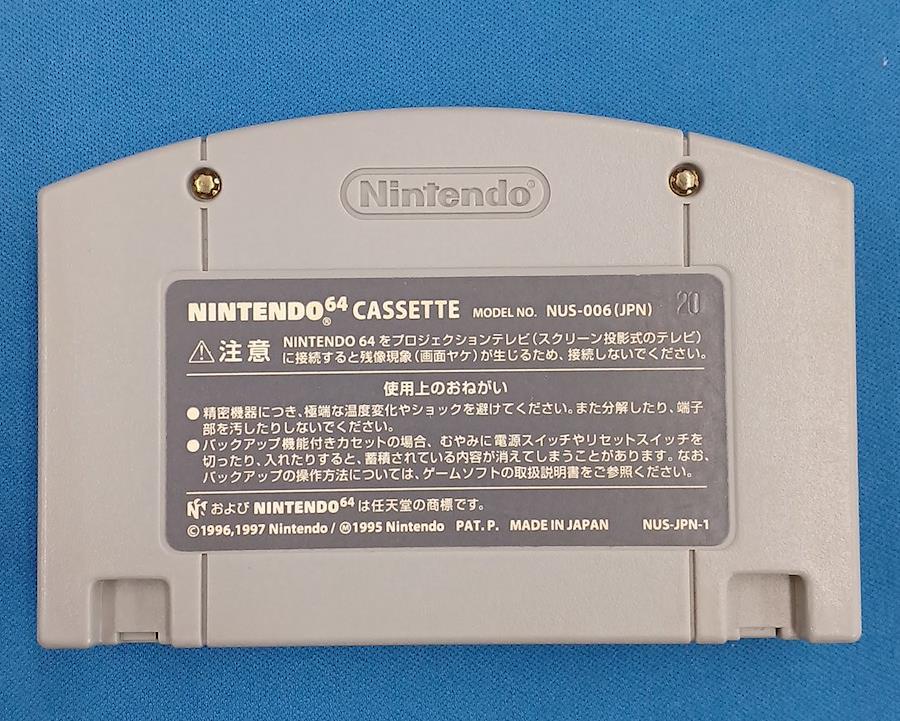 Nintendo®
NINTENDO64® CASSETTE MODEL NO. NUS-006(JPN) 20
⚠注意 NINTENDO 64 をプロジェクションテレビ(スクリーン投影式のテレビ)
に接続すると残像現象(画面ヤケ)が生じるため、接続しないでください。
使用上のおねがい
●精密機器につき、極端な温度変化やショックを避けてください。また分解したり、端子
部を汚したりしないでください。
●バックアップ機能付きカセットの場合、むやみに電源スイッチやリセットスイッチを
切ったり、入れたりすると、蓄積されている内容が消えてしまうことがあります。なお、
バックアップの操作方法については、ゲームソフトの取扱説明書をご参照ください。
および NINTENDO64 は任天堂の商標です。
©1996,1997 Nintendo / Ⓜ1995 Nintendo PAT. P. MADE IN JAPAN NUS-JPN-1